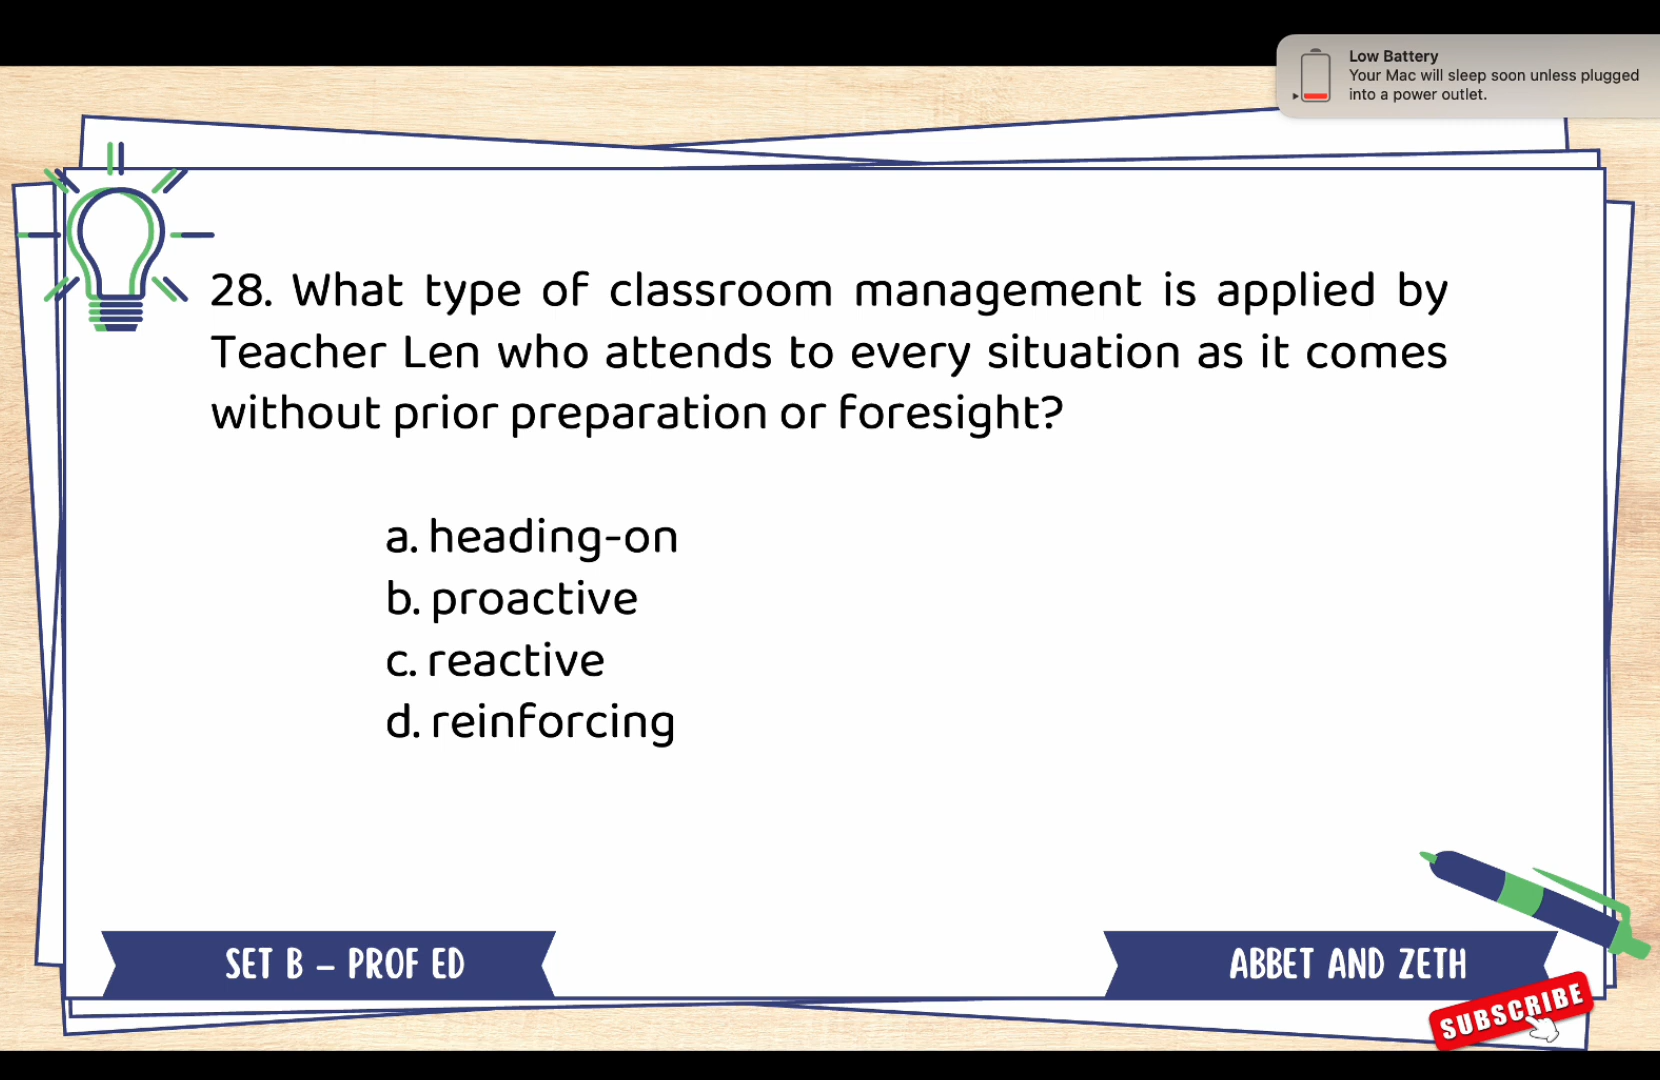 Low Battery
Your Mac will sleep soon unless plugged
into a power outlet.
28. What type of classroom management is applied by
Teacher Len who attends to every situation as it comes
without prior preparation or foresight?
a. heading-on
b. proactive
c. reactive
d. reinforcing
SET B – PROF ED
ABBET AND ZETH
SUBSCRIBE